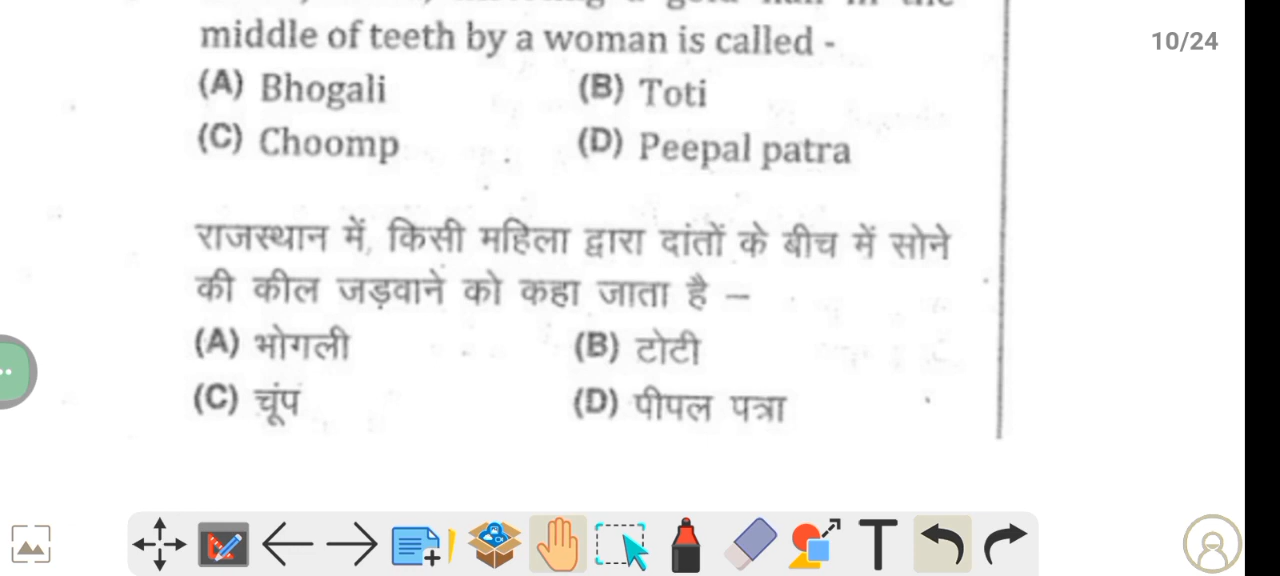 middle of teeth by a woman is called -
(A) Bhogali
(B) Toti
(C) Choomp
(D) Peepal patra
राजस्थान में, किसी महिला द्वारा दांतों के बीच में सोने
की कील जड़वाने को कहा जाता है –
(A) भोगली
(B) टोटी
(C) चूंप
(D) पीपल पत्रा
10/24
T